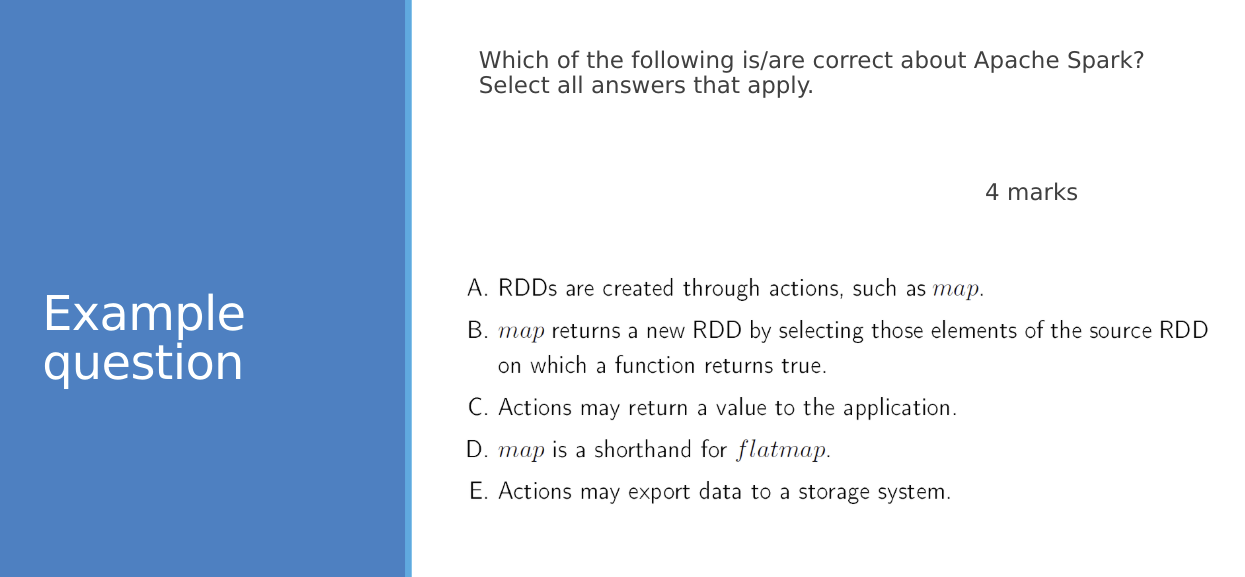 Example
question
Which of the following is/are correct about Apache Spark?
Select all answers that apply.
4 marks
A. RDDs are created through actions, such as map.
B. map returns a new RDD by selecting those elements of the source RDD
on which a function returns true.
C. Actions may return a value to the application.
D. map is a shorthand for flatmap.
E. Actions may export data to a storage system.